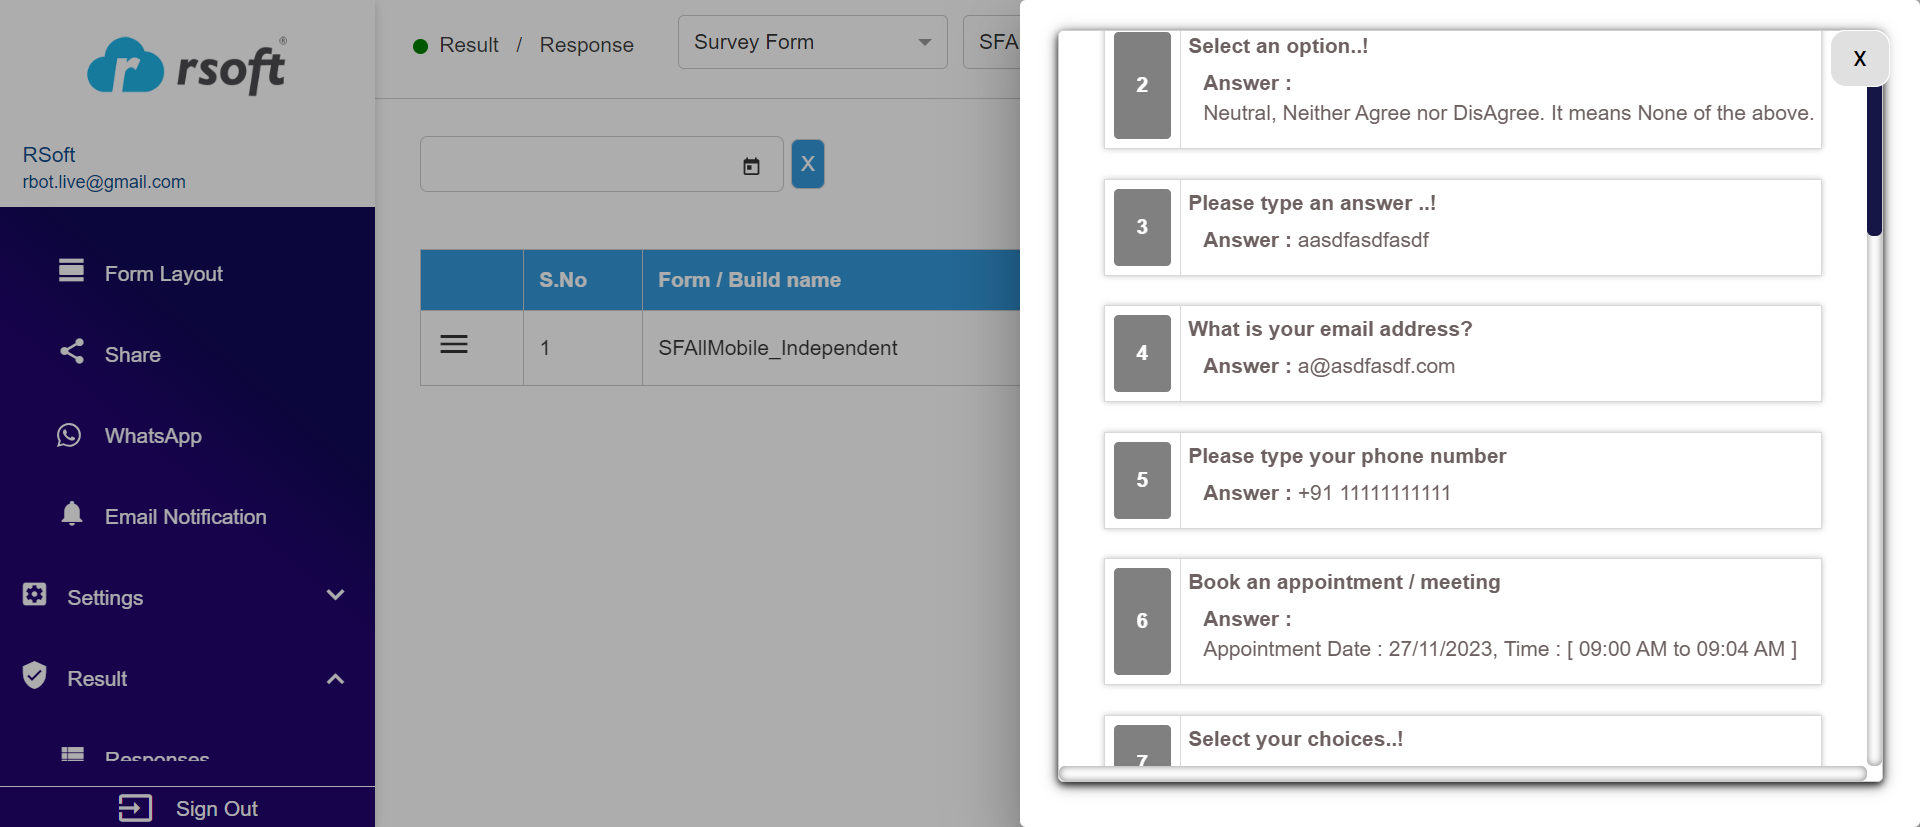 rsoft
®
RSoft
rbot.live@gmail.com
Form Layout
Share
WhatsApp
Email Notification
Settings
Result
Responses
Sign Out
Result / Response
Survey Form
SFA
X
S.No
Form / Build name
1
SFAllMobile_Independent
X
2
Select an option..!
Answer :
Neutral, Neither Agree nor DisAgree. It means None of the above.
3
Please type an answer ..!
Answer : aasdfasdfasdf
4
What is your email address?
Answer : a@asdfasdf.com
5
Please type your phone number
Answer : +91 11111111111
6
Book an appointment / meeting
Answer :
Appointment Date : 27/11/2023, Time : [ 09:00 AM to 09:04 AM ]
7
Select your choices..!